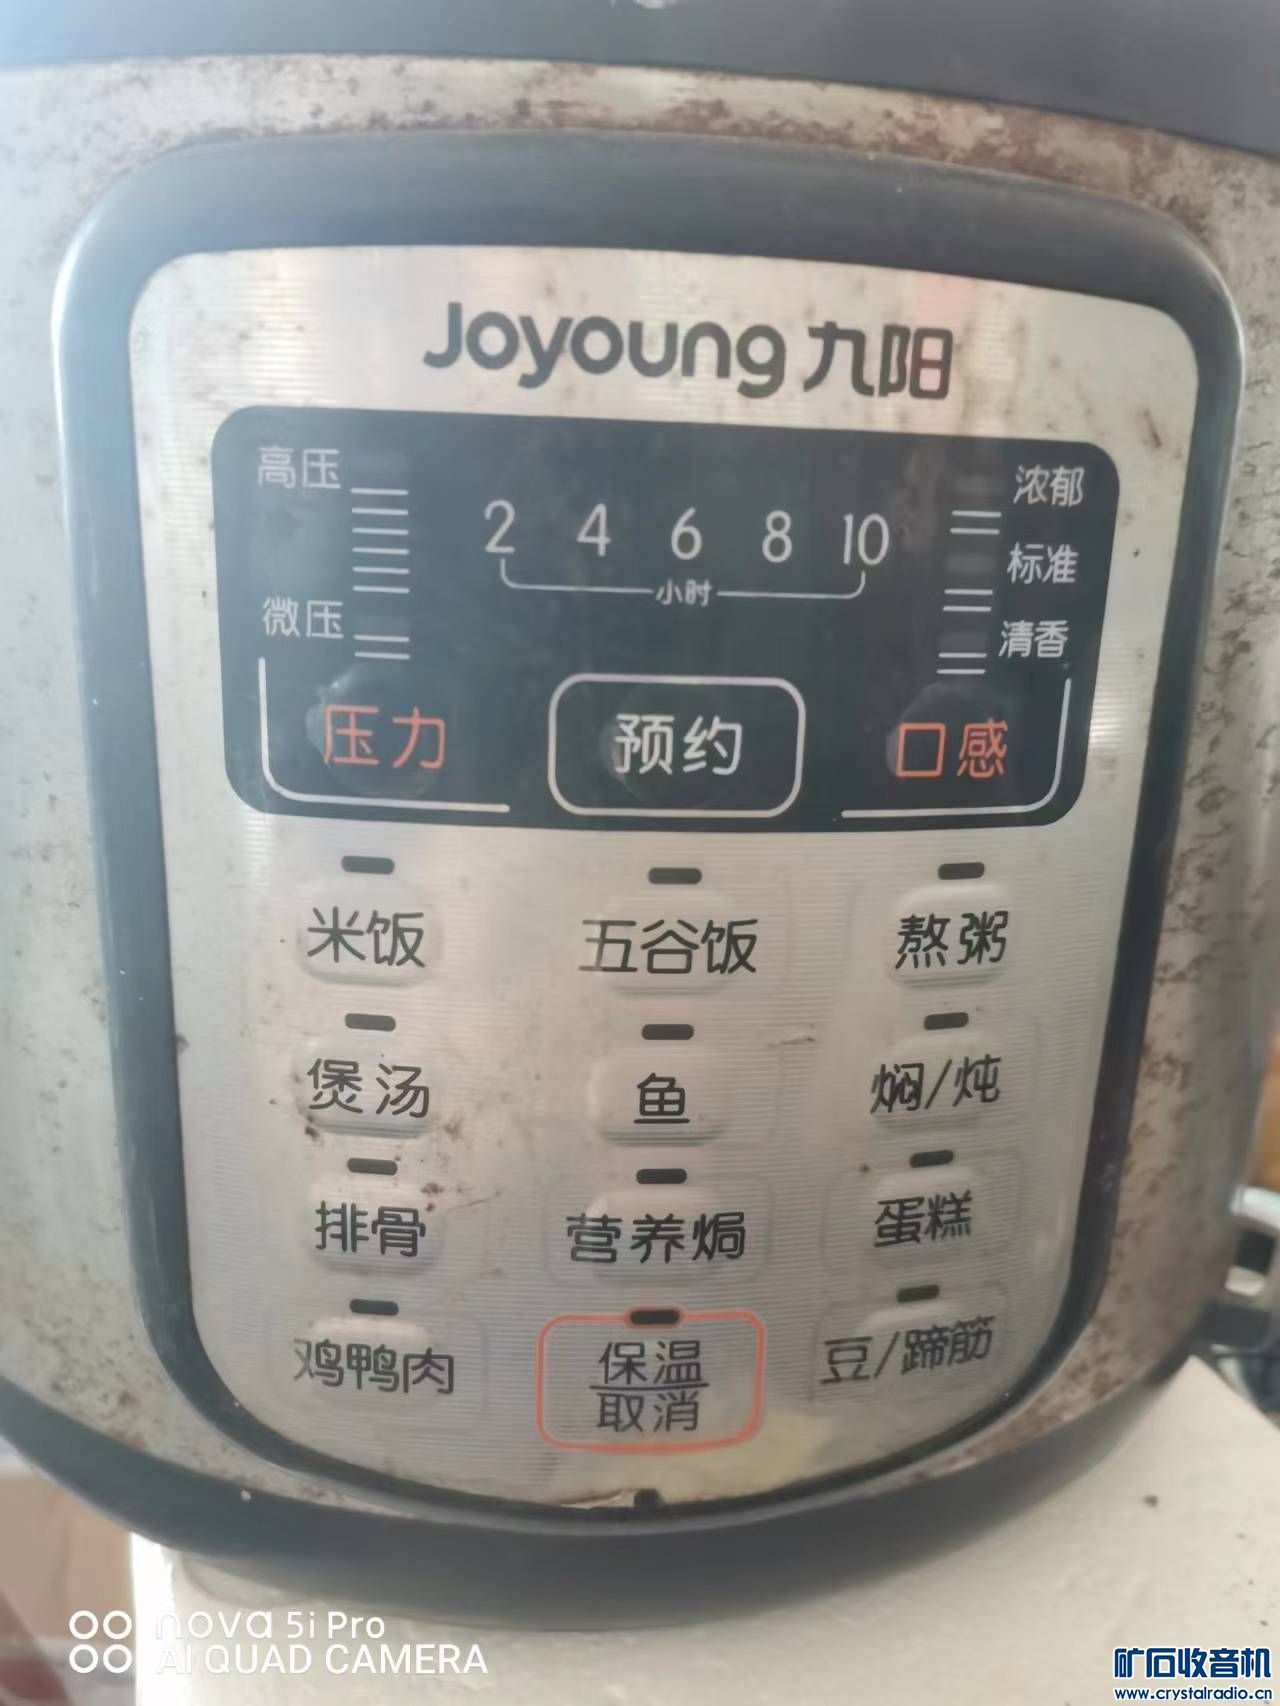 Joyoung 九阳
高压
2 4 6 8 10
小时
浓郁
标准
微压
清香
压力
预约
口感
米饭
五谷饭
熬粥
煲汤
鱼
焖/炖
排骨
营养焗
蛋糕
鸡鸭肉
保温
取消
豆/蹄筋
nova 5i Pro
AI QUAD CAMERA
矿石收音机
www.crystalradio.cn